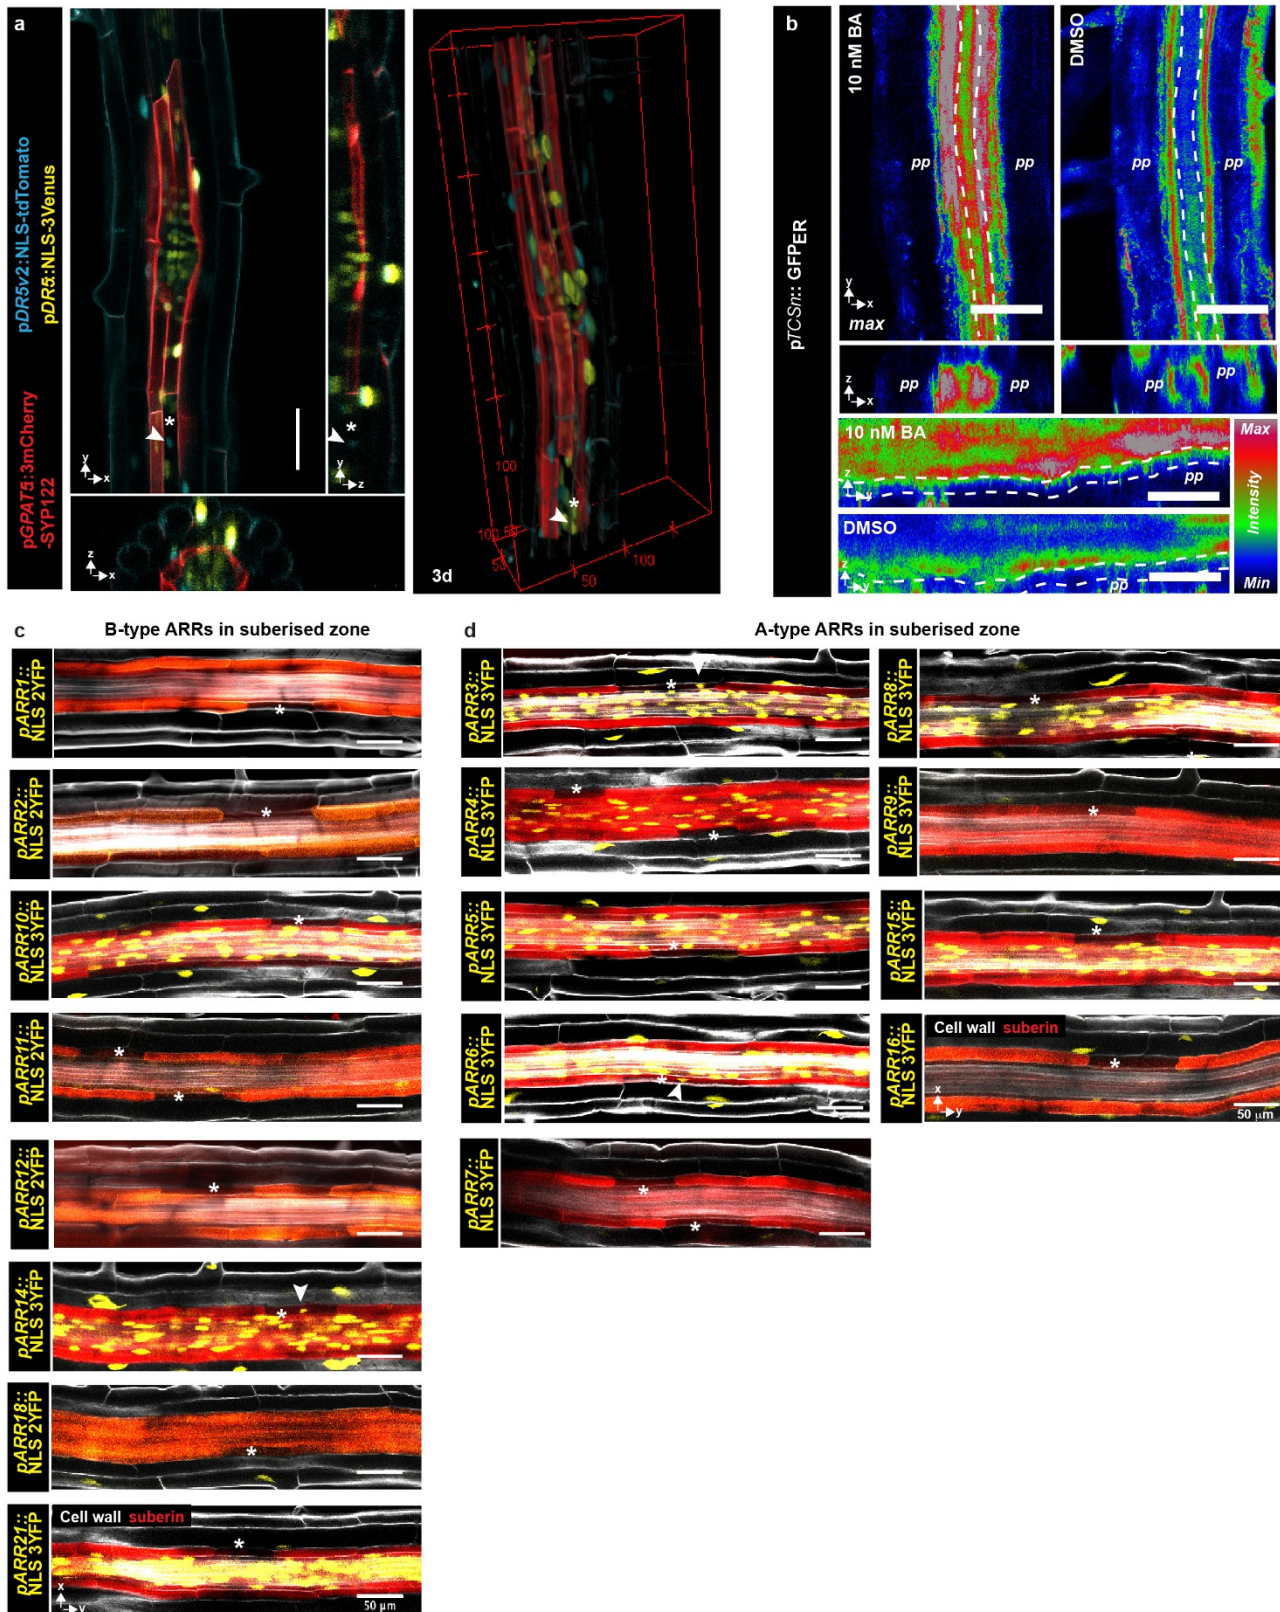 a
pDR5v2:NLS-tdTomato
pDR5::NLS-3Venus
pGPAT5::3mCherry
-SYP122
*
*
y
x
y
z
z
x
3d
*
100
100
50
50
50
100
b
pTCSn:: GFPER
10 nM BA
DMSO
pp
pp
pp
pp
y
x
max
z
x
pp
pp
pp
pp
10 nM BA
z
y
pp
DMSO
z
y
pp
Max
Intensity
Min
c
B-type ARRs in suberised zone
pARR1::
NLS 2YFP
*
pARR2::
NLS 2YFP
*
pARR10::
NLS 3YFP
*
pARR11::
NLS 2YFP
*
*
pARR12::
NLS 2YFP
*
pARR14::
NLS 3YFP
*
pARR18::
NLS 2YFP
*
pARR21::
NLS 3YFP
Cell wall suberin
*
x
y
50 µm
d
A-type ARRs in suberised zone
pARR3::
NLS 3YFP
*
pARR4::
NLS 3YFP
*
*
pARR5::
NLS 3YFP
*
pARR6::
NLS 3YFP
*
pARR7::
NLS 3YFP
*
*
pARR8::
NLS 3YFP
*
*
pARR9::
NLS 3YFP
*
pARR15::
NLS 3YFP
*
pARR16::
NLS 3YFP
Cell wall suberin
*
x
y
50 µm